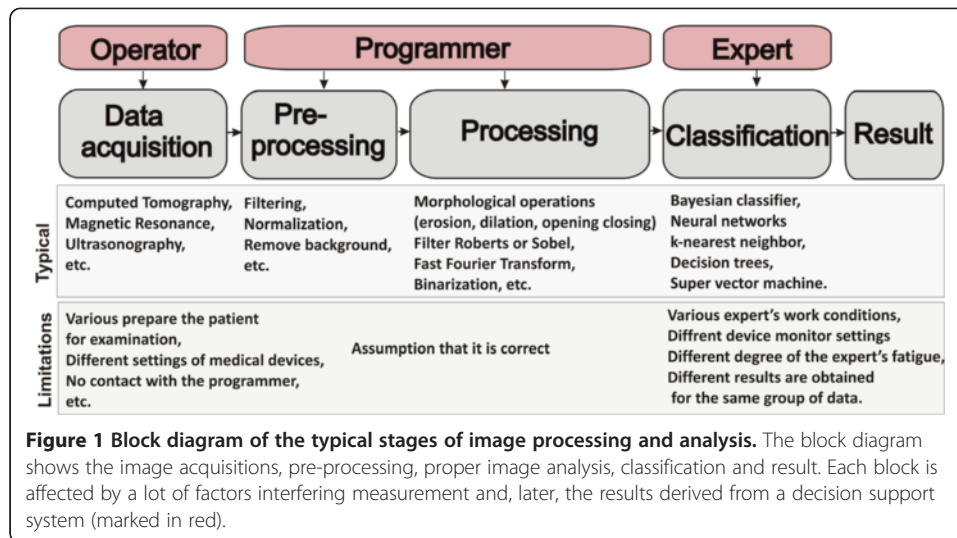 Operator
Programmer
Expert
Data
acquisition
Pre-
processing
Processing
Classification
Result
Typical
Computed Tomography,
Magnetic Resonance,
Ultrasonography,
etc.
Filtering,
Normalization,
Remove background,
etc.
Morphological operations
(erosion, dilation, opening closing)
Filter Roberts or Sobel,
Fast Fourier Transform,
Binarization, etc.
Bayesian classifier,
Neural networks
k-nearest neighbor,
Decision trees,
Super vector machine.
Limitations
Various prepare the patient
for examination,
Different settings of medical devices,
No contact with the programmer,
etc.
Assumption that it is correct
Various expert's work conditions,
Diffrent device monitor settings
Different degree of the expert's fatigue,
Different results are obtained
for the same group of data.
Figure 1 Block diagram of the typical stages of image processing and analysis. The block diagram
shows the image acquisitions, pre-processing, proper image analysis, classification and result. Each block is
affected by a lot of factors interfering measurement and, later, the results derived from a decision support
system (marked in red).